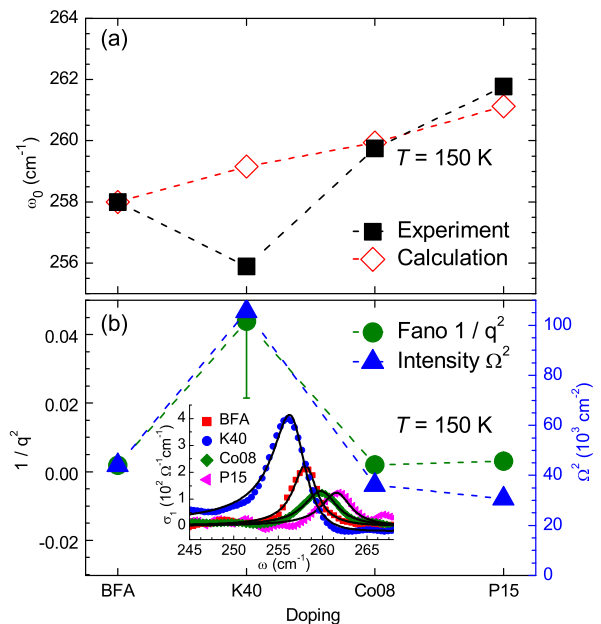 264
(a)
262
260
258
256
ω₀ (cm⁻¹)
T = 150 K
Experiment
Calculation
(b)
0.04
0.02
0.00
-0.02
1 / q²
Fano 1 / q²
Intensity Ω²
T = 150 K
100
80
60
40
20
0
Ω² (10³ cm⁻²)
4
3
2
1
0
σ₁ (10² Ω⁻¹cm⁻¹)
BFA
K40
Co08
P15
245 250 255 260 265
ω (cm⁻¹)
BFA K40 Co08 P15
Doping